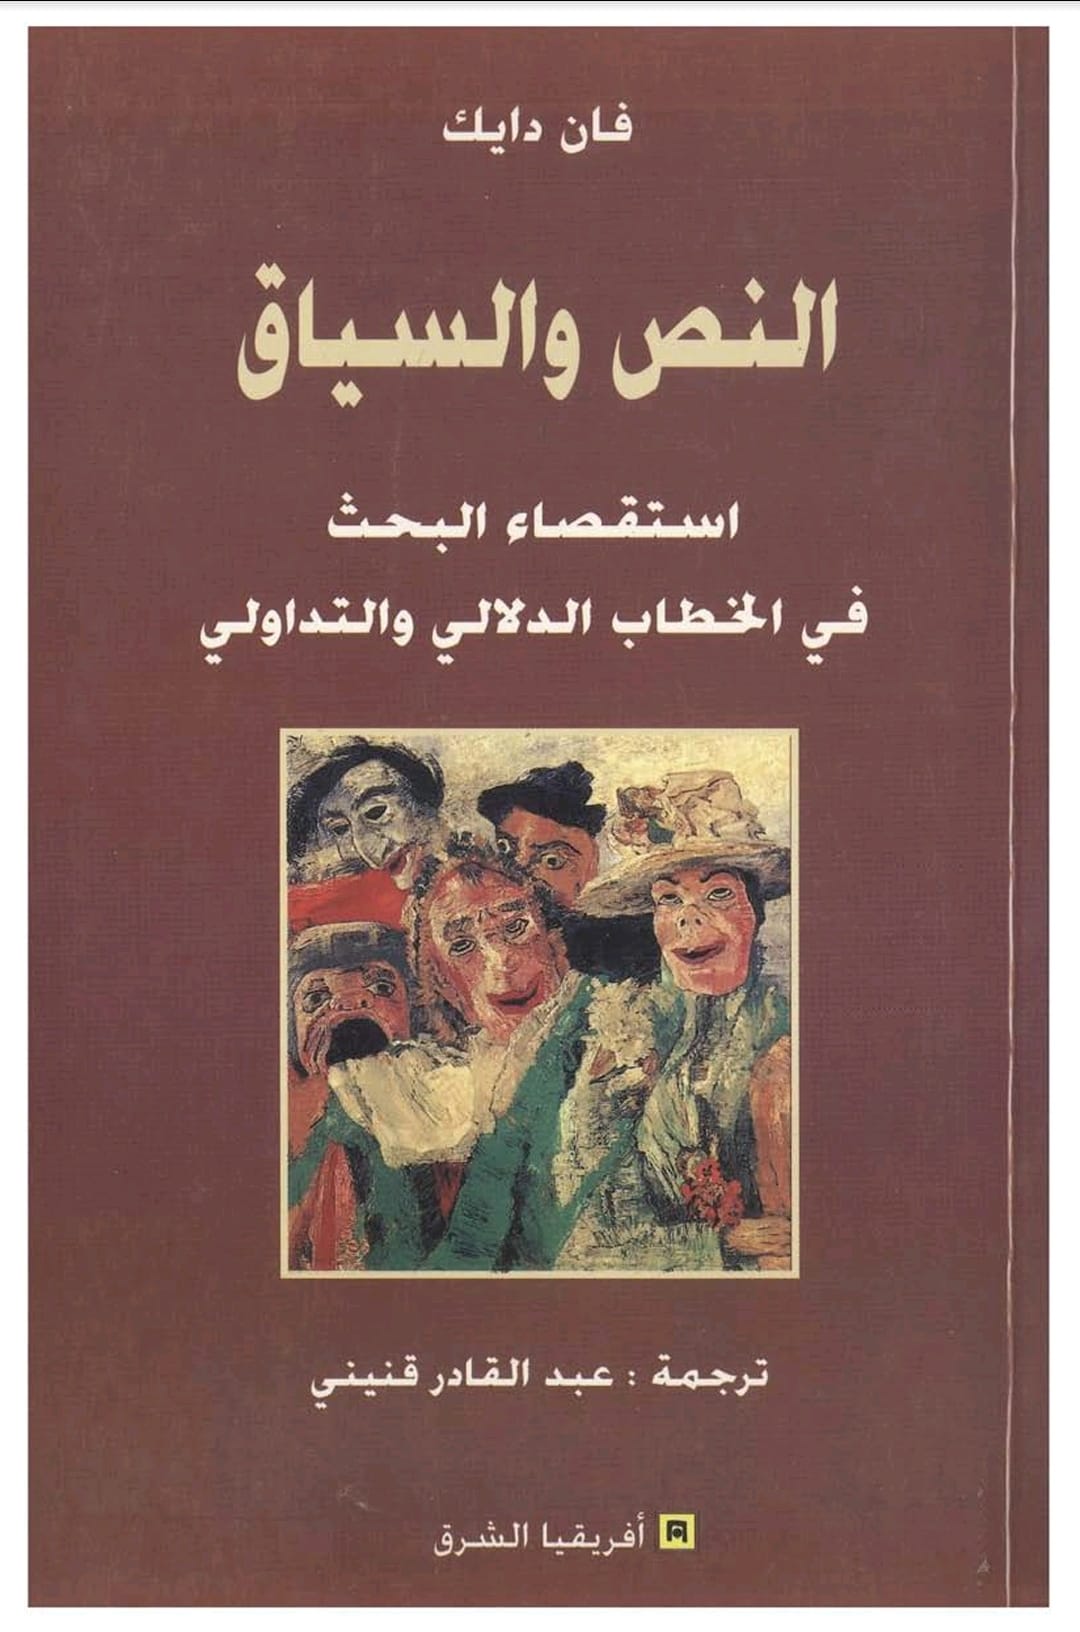 فان دايك
النص والسياق
استقصاء البحث
في الخطاب الدلالي والتداولي
ترجمة : عبد القادر قنيني
أفريقيا الشرق